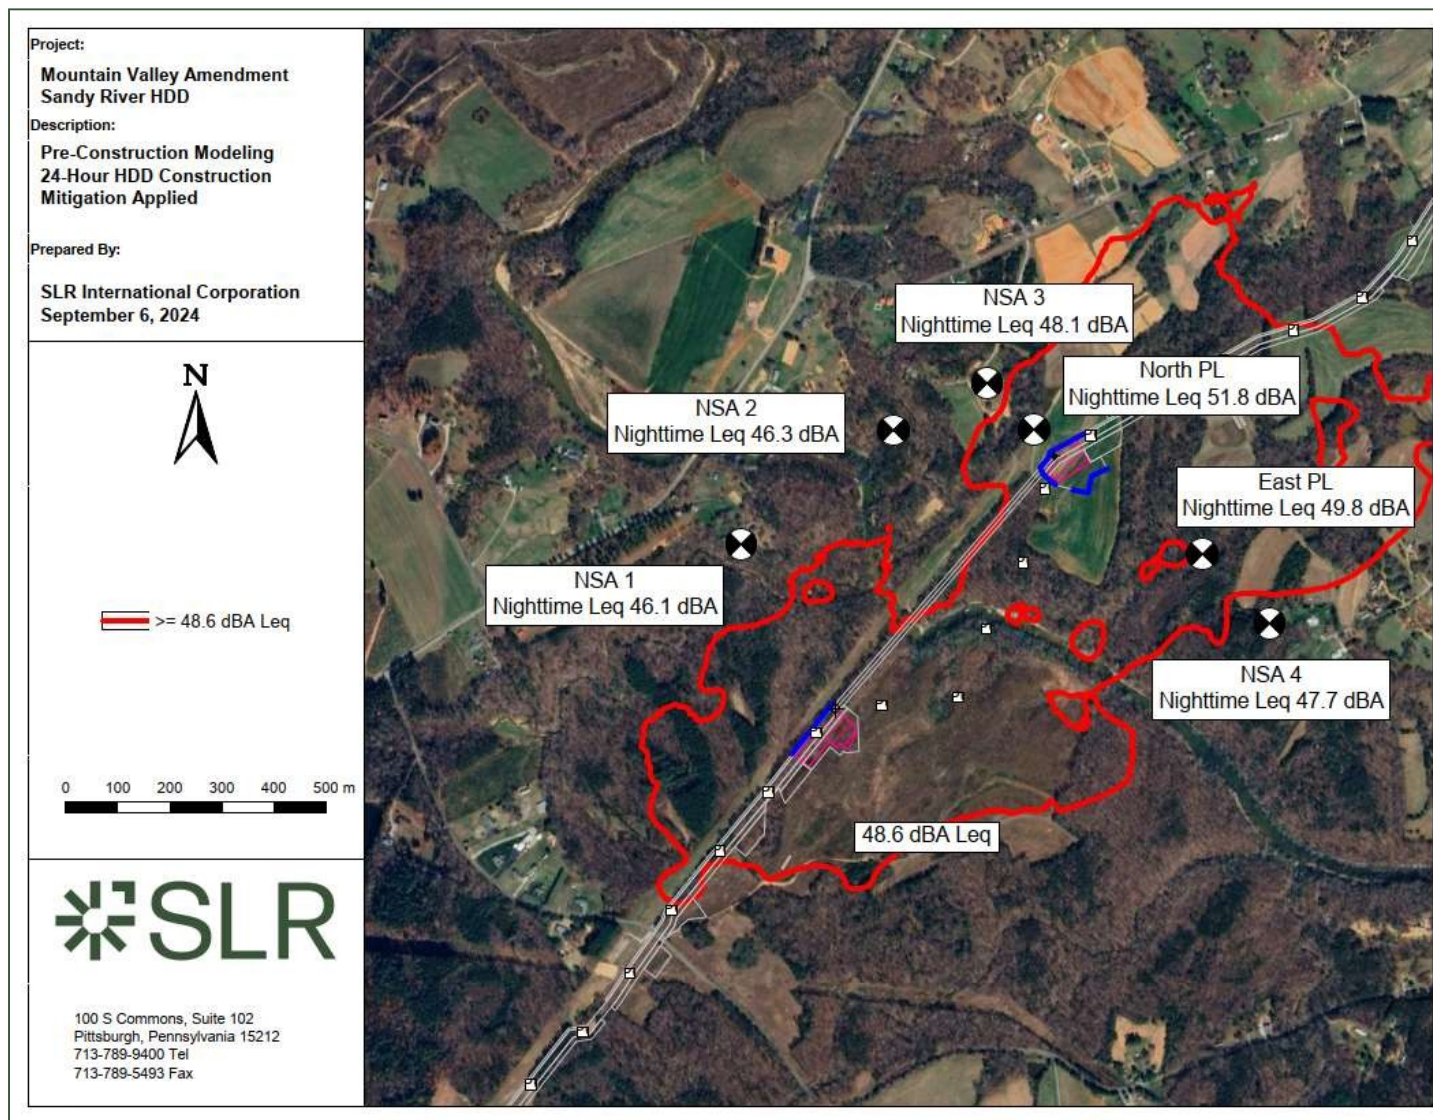 Project:
Mountain Valley Amendment
Sandy River HDD
Description:
Pre-Construction Modeling
24-Hour HDD Construction
Mitigation Applied
Prepared By:
SLR International Corporation
September 6, 2024
N
>= 48.6 dBA Leq
0 100 200 300 400 500 m
SLR
100 S Commons, Suite 102
Pittsburgh, Pennsylvania 15212
713-789-9400 Tel
713-789-5493 Fax
NSA 3
Nighttime Leq 48.1 dBA
North PL
Nighttime Leq 51.8 dBA
NSA 2
Nighttime Leq 46.3 dBA
East PL
Nighttime Leq 49.8 dBA
NSA 1
Nighttime Leq 46.1 dBA
NSA 4
Nighttime Leq 47.7 dBA
48.6 dBA Leq